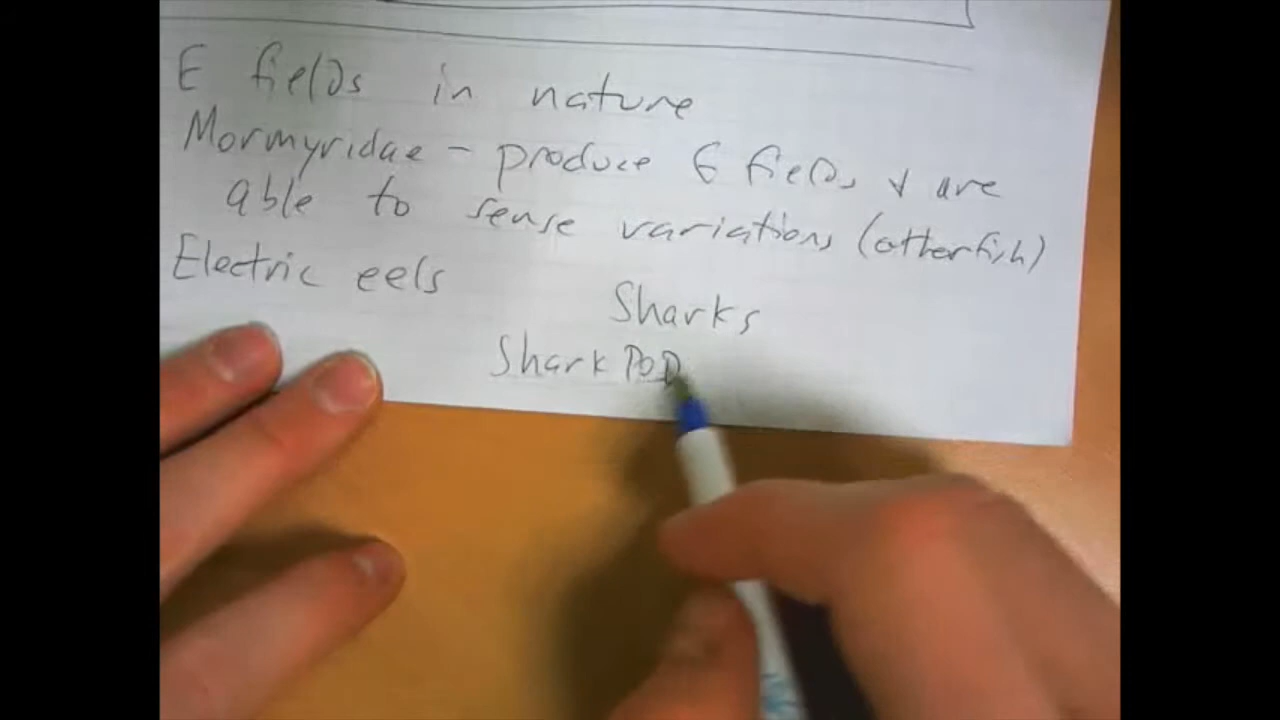 E fields in nature
Mormyridae - produce E fields & are
able to sense variations (other fish)
Electric eels
Sharks
Shark POD